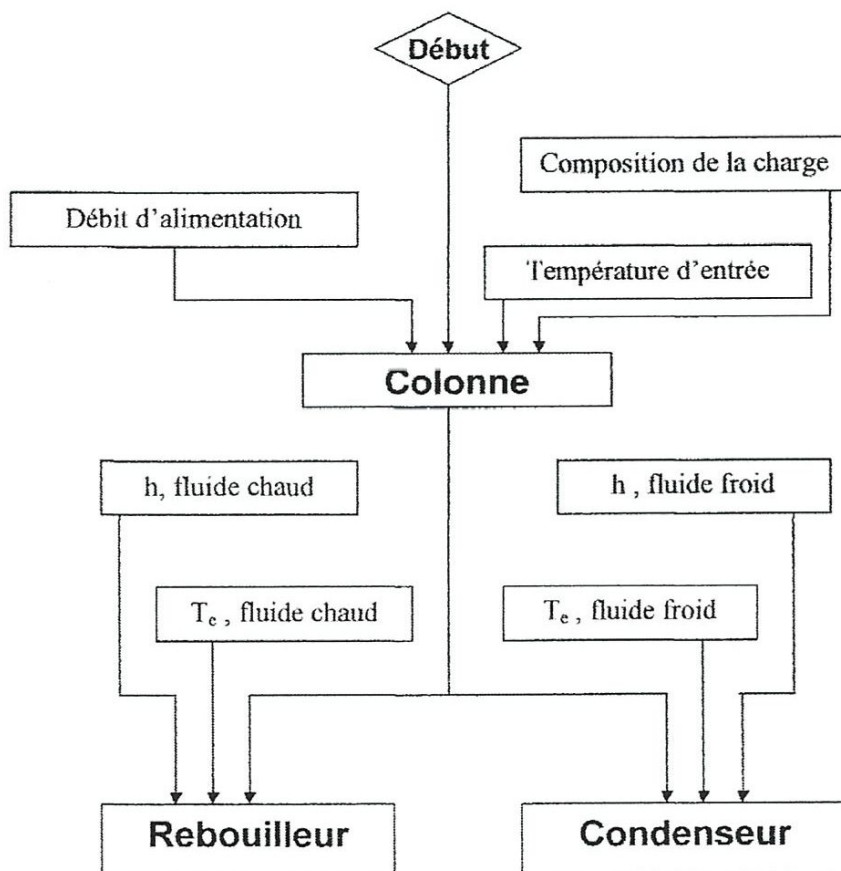 Début
Composition de la charge
Débit d'alimentation
Température d'entrée
Colonne
h, fluide chaud
h , fluide froid
Te , fluide chaud
Te , fluide froid
Rebouilleur
Condenseur